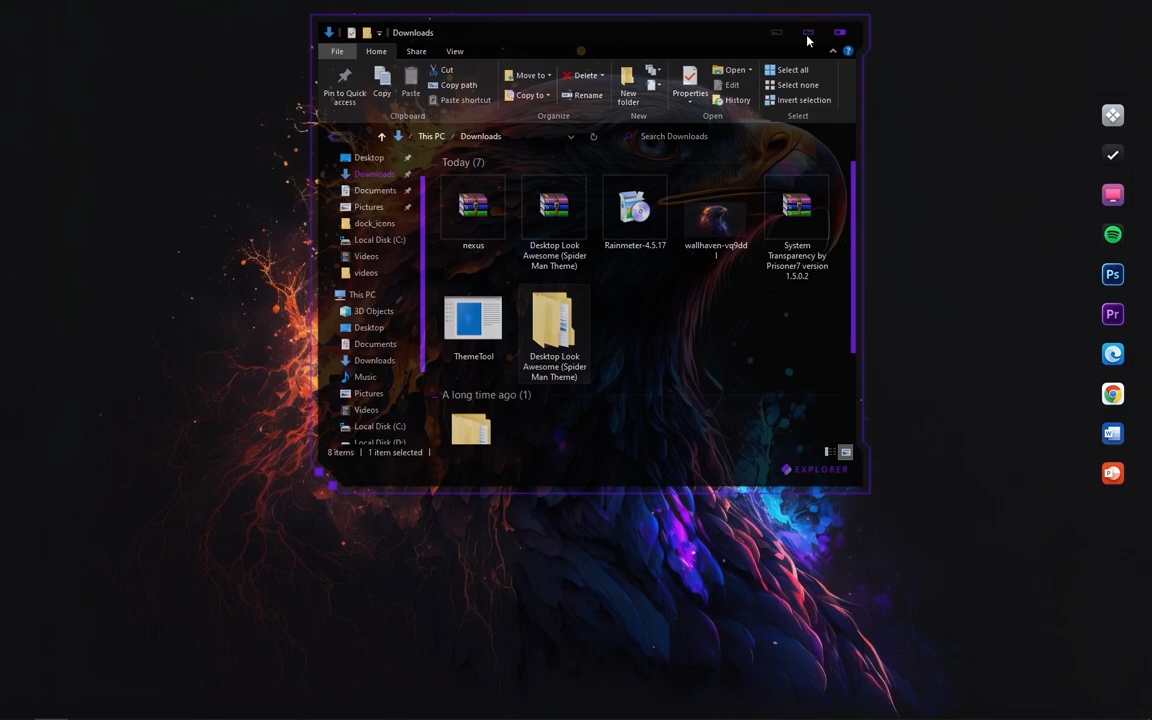 Downloads
File Home Share View
Pin to Quick access
Copy
Paste
Cut
Copy path
Paste shortcut
Clipboard
Move to
Copy to
Delete
Rename
Organize
New folder
New
Properties
Open
Edit
History
Open
Select all
Select none
Invert selection
Select
This PC Downloads
Search Downloads
Desktop
Downloads
Documents
Pictures
dock_icons
Local Disk (C:)
Videos
videos
This PC
3D Objects
Desktop
Documents
Downloads
Music
Pictures
Videos
Local Disk (C:)
Local Disk (D:)
Today (7)
nexus
Desktop Look
Awesome (Spider
Man Theme)
Rainmeter-4.5.17
wallhaven-vq9dd
l
System
Transparency by
Prisoner7 version
1.5.0.2
ThemeTool
Desktop Look
Awesome (Spider
Man Theme)
A long time ago (1)
8 items
1 item selected
EXPLORER
Ps
Pr
W
P